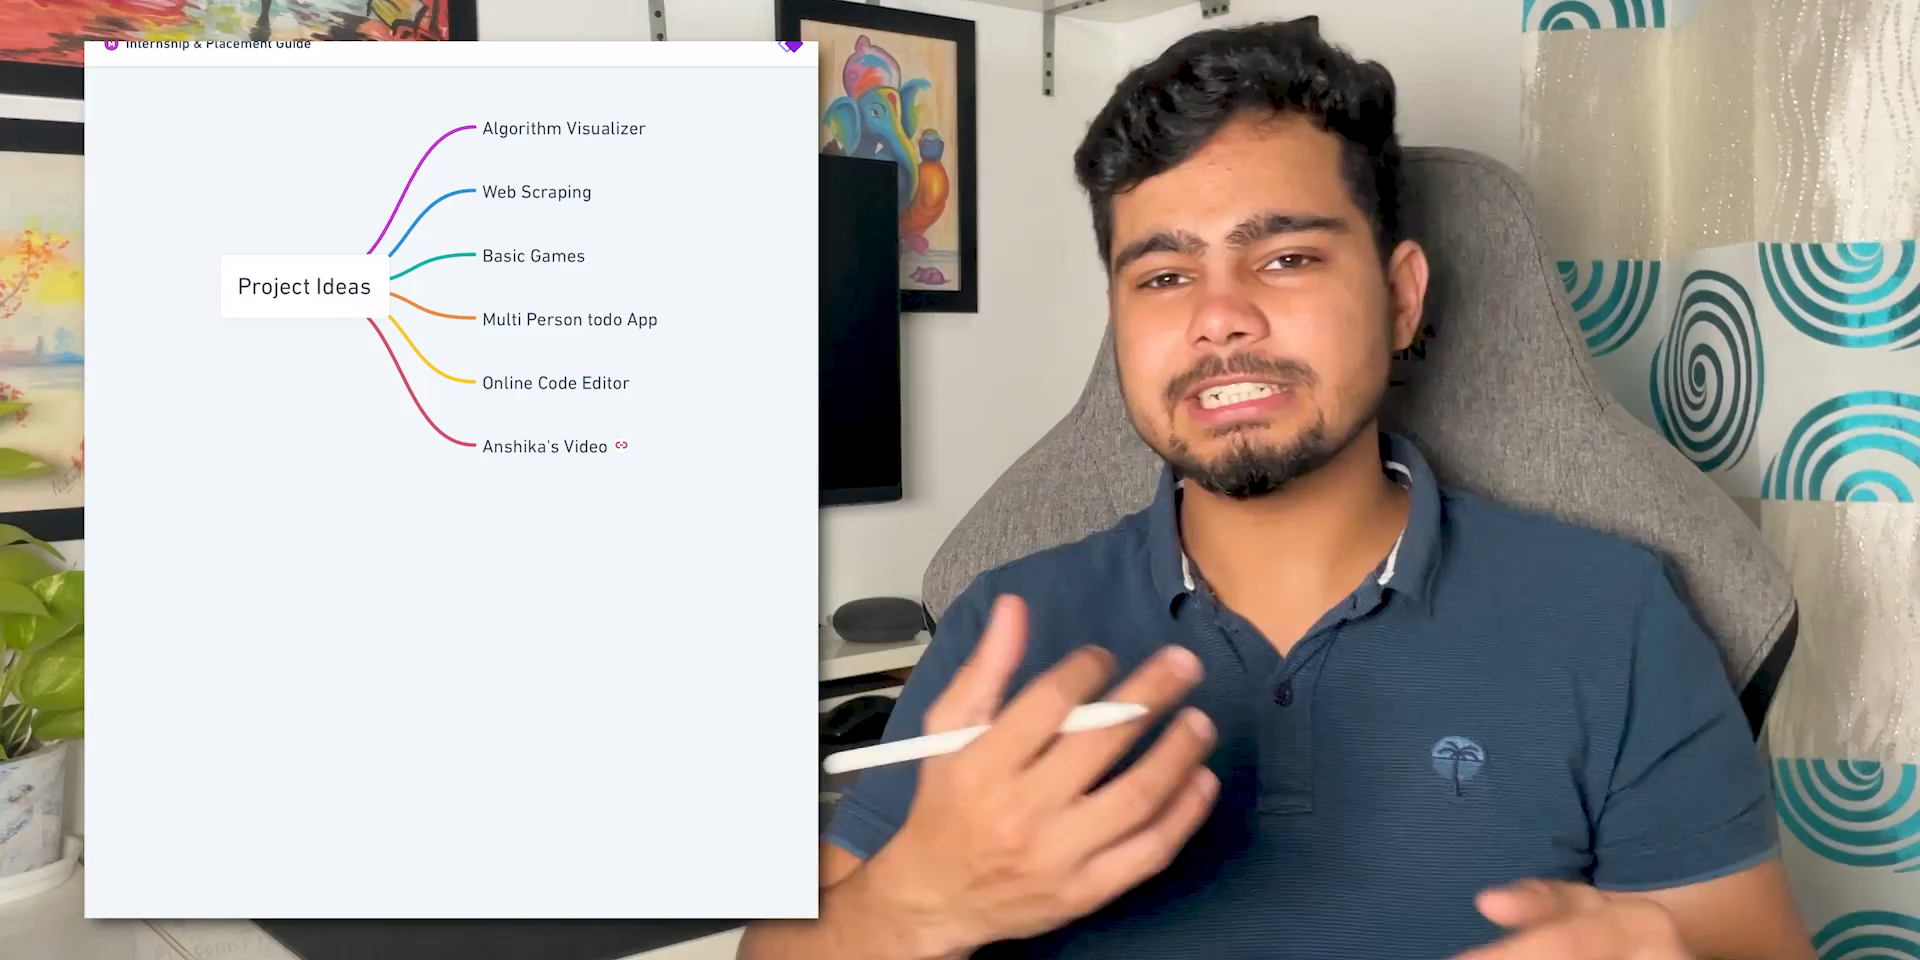 Internship & Placement Guide
Project Ideas
Algorithm Visualizer
Web Scraping
Basic Games
Multi Person todo App
Online Code Editor
Anshika's Video